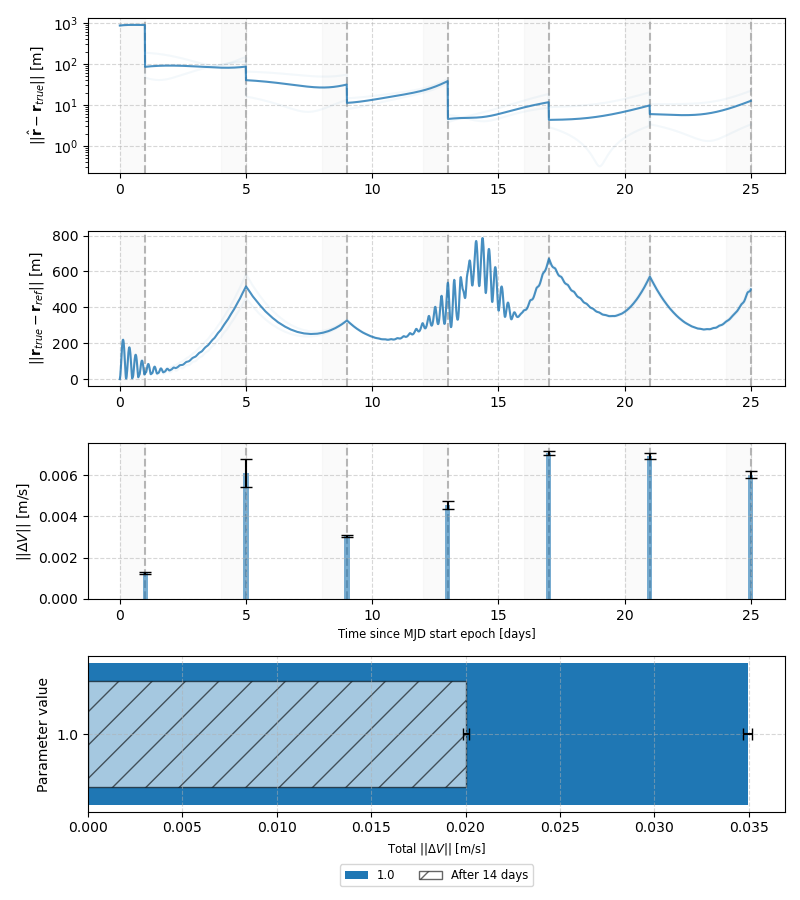 10³
10²
10¹
10⁰
||r̂ − r_true|| [m]
0 5 10 15 20 25
800
600
400
200
0
||r_true − r_ref|| [m]
0 5 10 15 20 25
0.006
0.004
0.002
0.000
||ΔV|| [m/s]
0 5 10 15 20 25
Time since MJD start epoch [days]
Parameter value
1.0
0.000 0.005 0.010 0.015 0.020 0.025 0.030 0.035
Total ||ΔV|| [m/s]
1.0 After 14 days